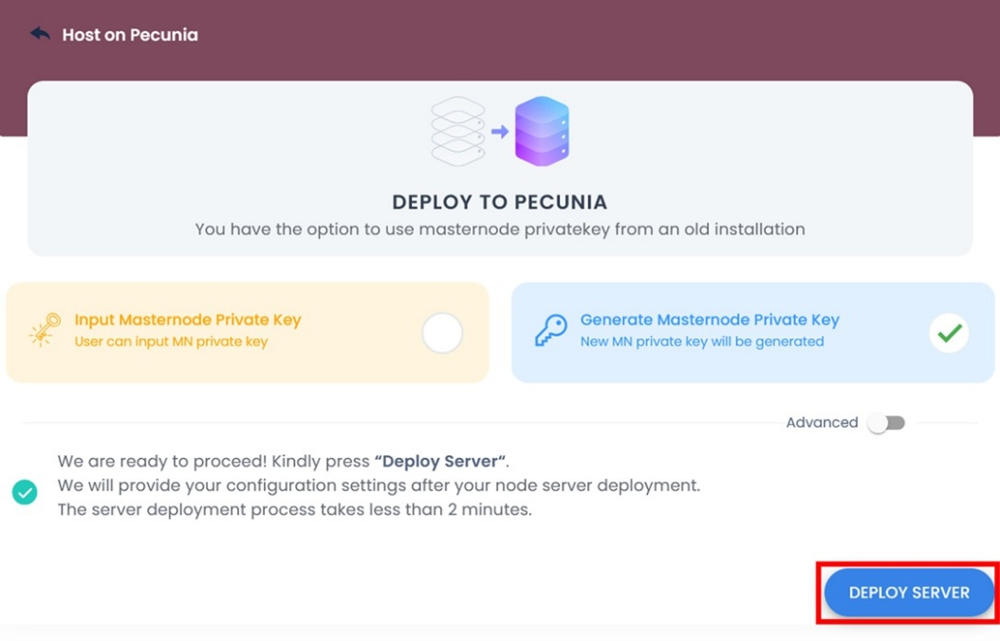 Host on Pecunia
DEPLOY TO PECUNIA
You have the option to use masternode privatekey from an old installation
Input Masternode Private Key
User can input MN private key
Generate Masternode Private Key
New MN private key will be generated
Advanced
We are ready to proceed! Kindly press “Deploy Server“.
We will provide your configuration settings after your node server deployment.
The server deployment process takes less than 2 minutes.
DEPLOY SERVER